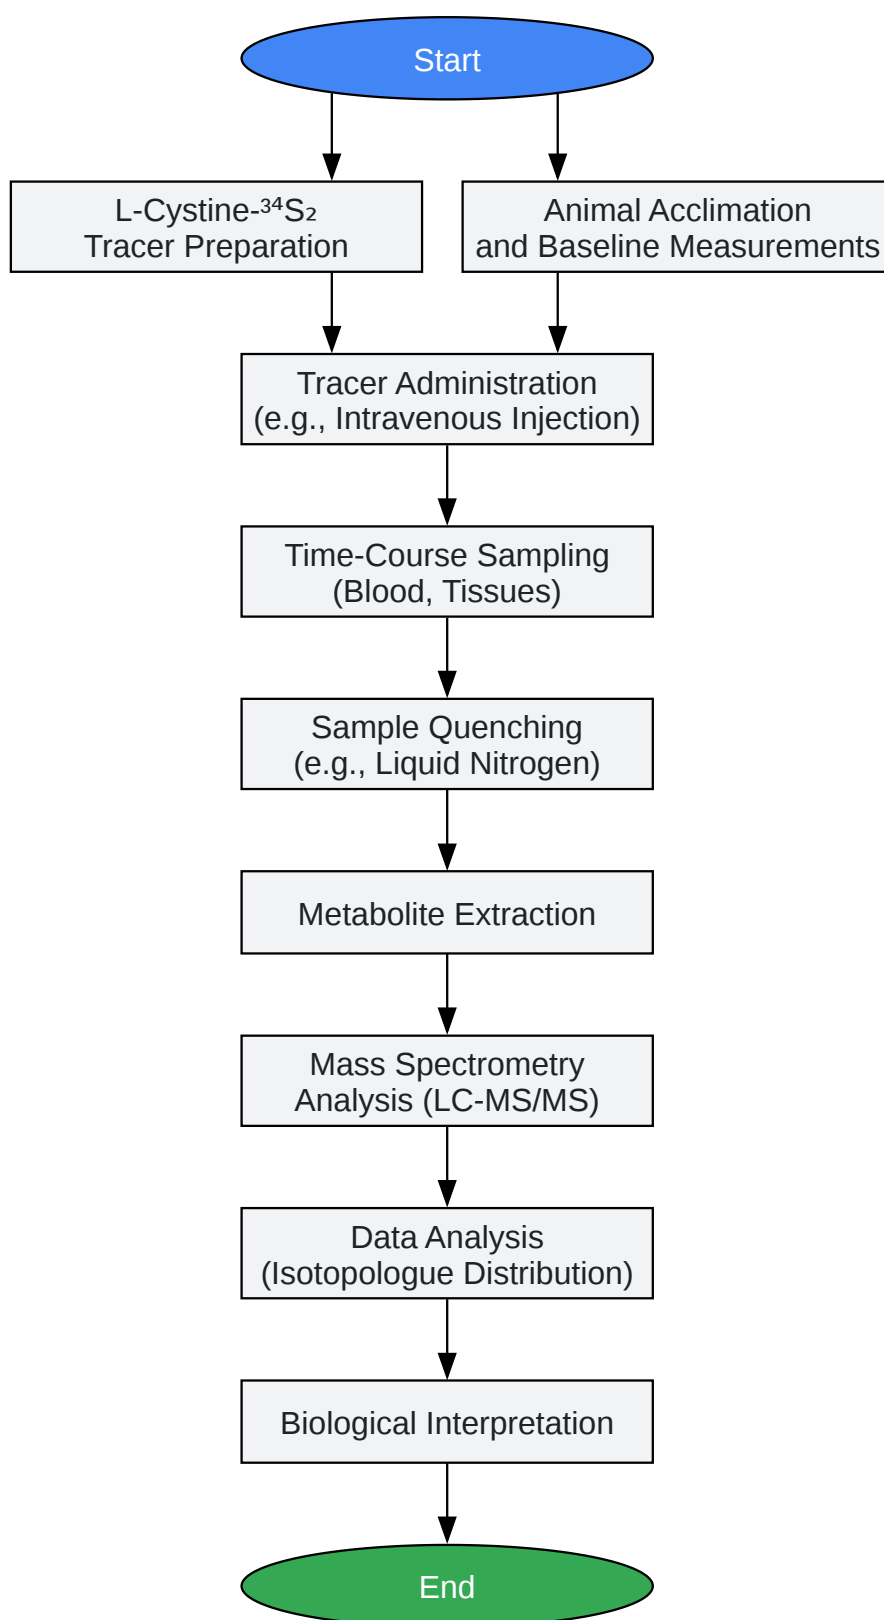 Start
L-Cystine-³⁴S₂
Tracer Preparation
Animal Acclimation
and Baseline Measurements
Tracer Administration
(e.g., Intravenous Injection)
Time-Course Sampling
(Blood, Tissues)
Sample Quenching
(e.g., Liquid Nitrogen)
Metabolite Extraction
Mass Spectrometry
Analysis (LC-MS/MS)
Data Analysis
(Isotopologue Distribution)
Biological Interpretation
End